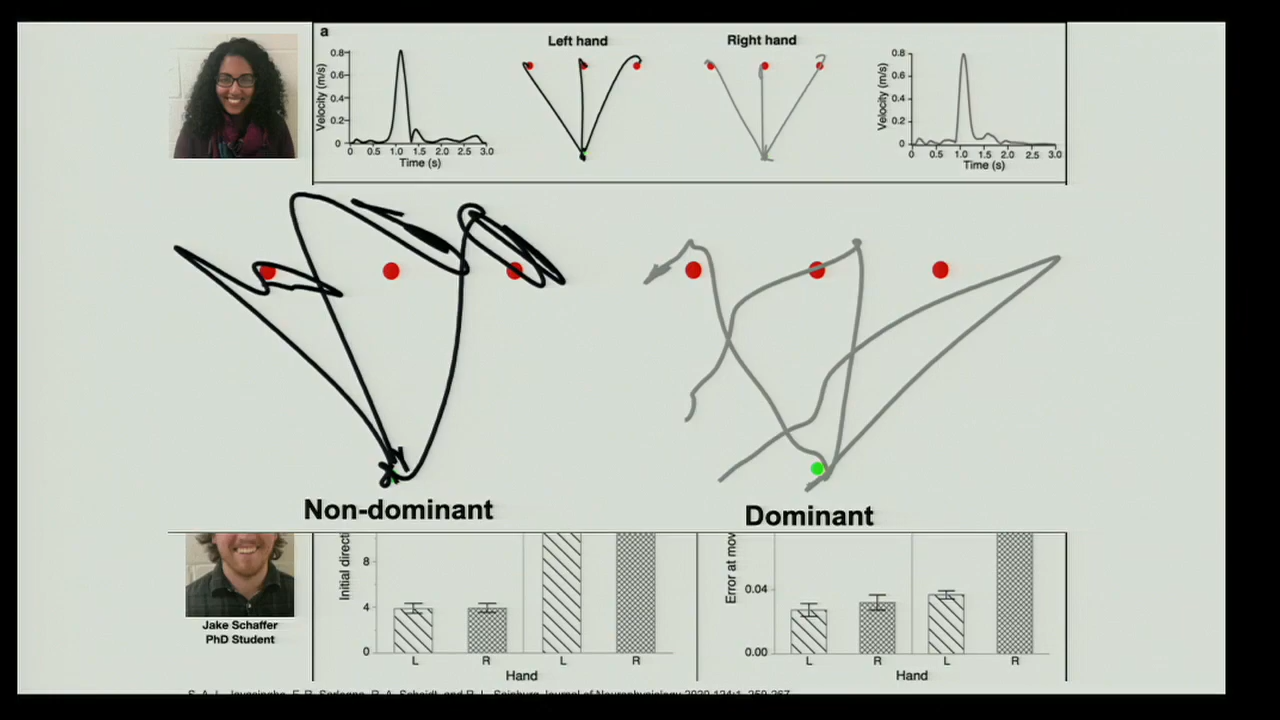 a
Left hand
Right hand
Velocity (m/s)
0.8
0.6
0.4
0.2
0
0 0.5 1.0 1.5 2.0 2.5 3.0
Time (s)
Velocity (m/s)
0.8
0.6
0.4
0.2
0
0 0.5 1.0 1.5 2.0 2.5 3.0
Time (s)
Non-dominant
Dominant
Jake Schaffer
PhD Student
8
4
0
L R L R
Hand
Error at
0.04
0.00
L R L R
Hand